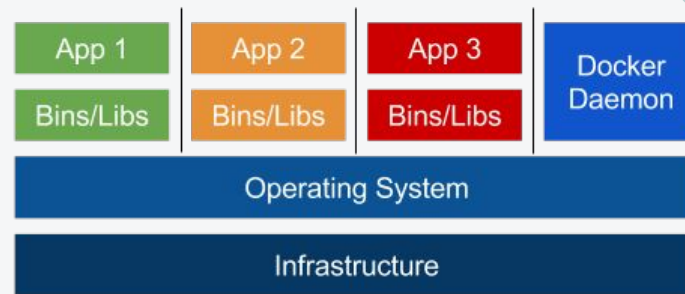 App 1
App 2
App 3
Docker
Daemon
Bins/Libs
Bins/Libs
Bins/Libs
Operating System
Infrastructure